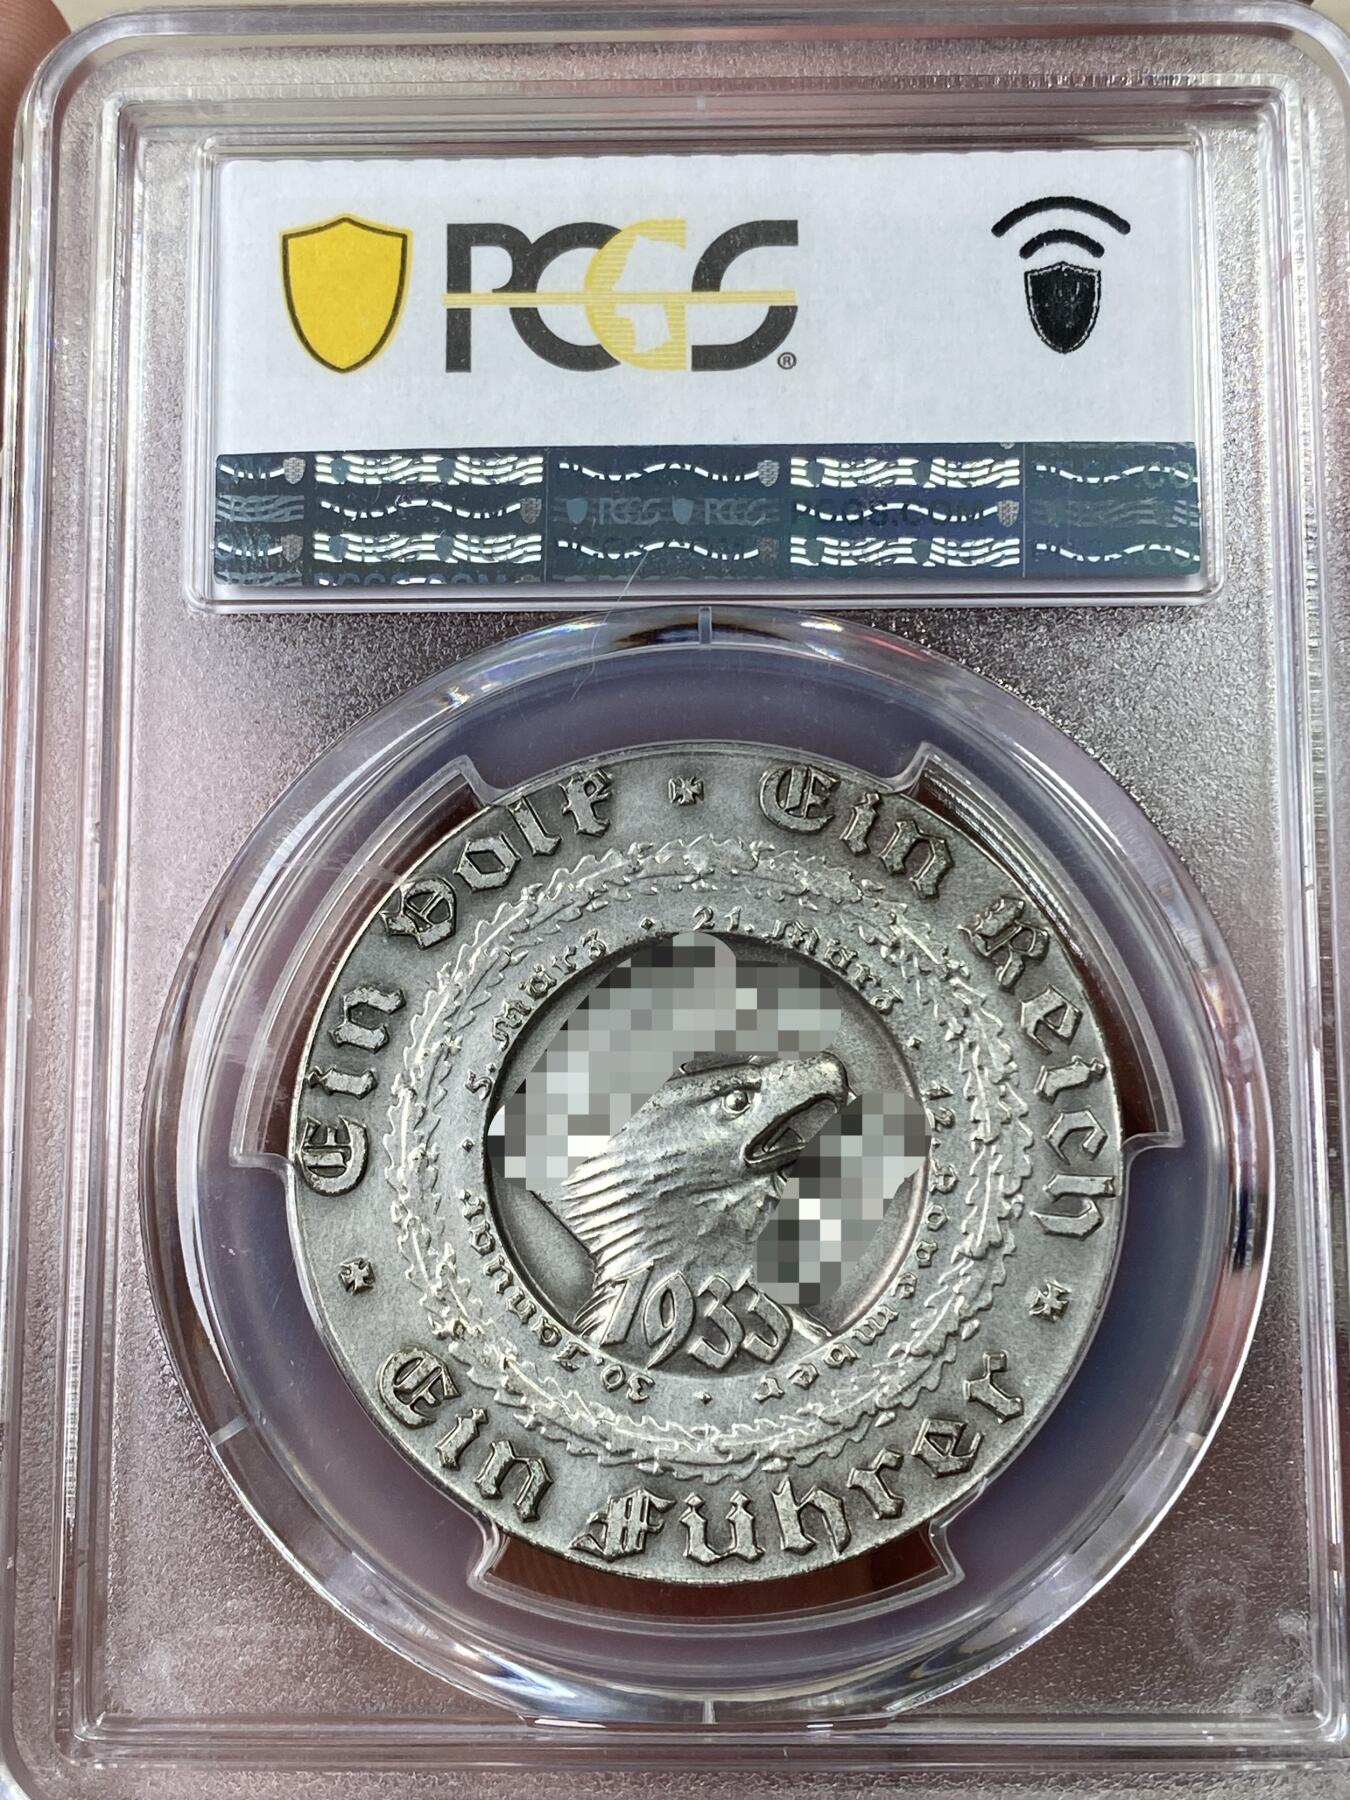 PCGS®
Ein Volk
Ein Reich
Ein Führer
30. Januar · 5. März · 21. März · 12. November
1933